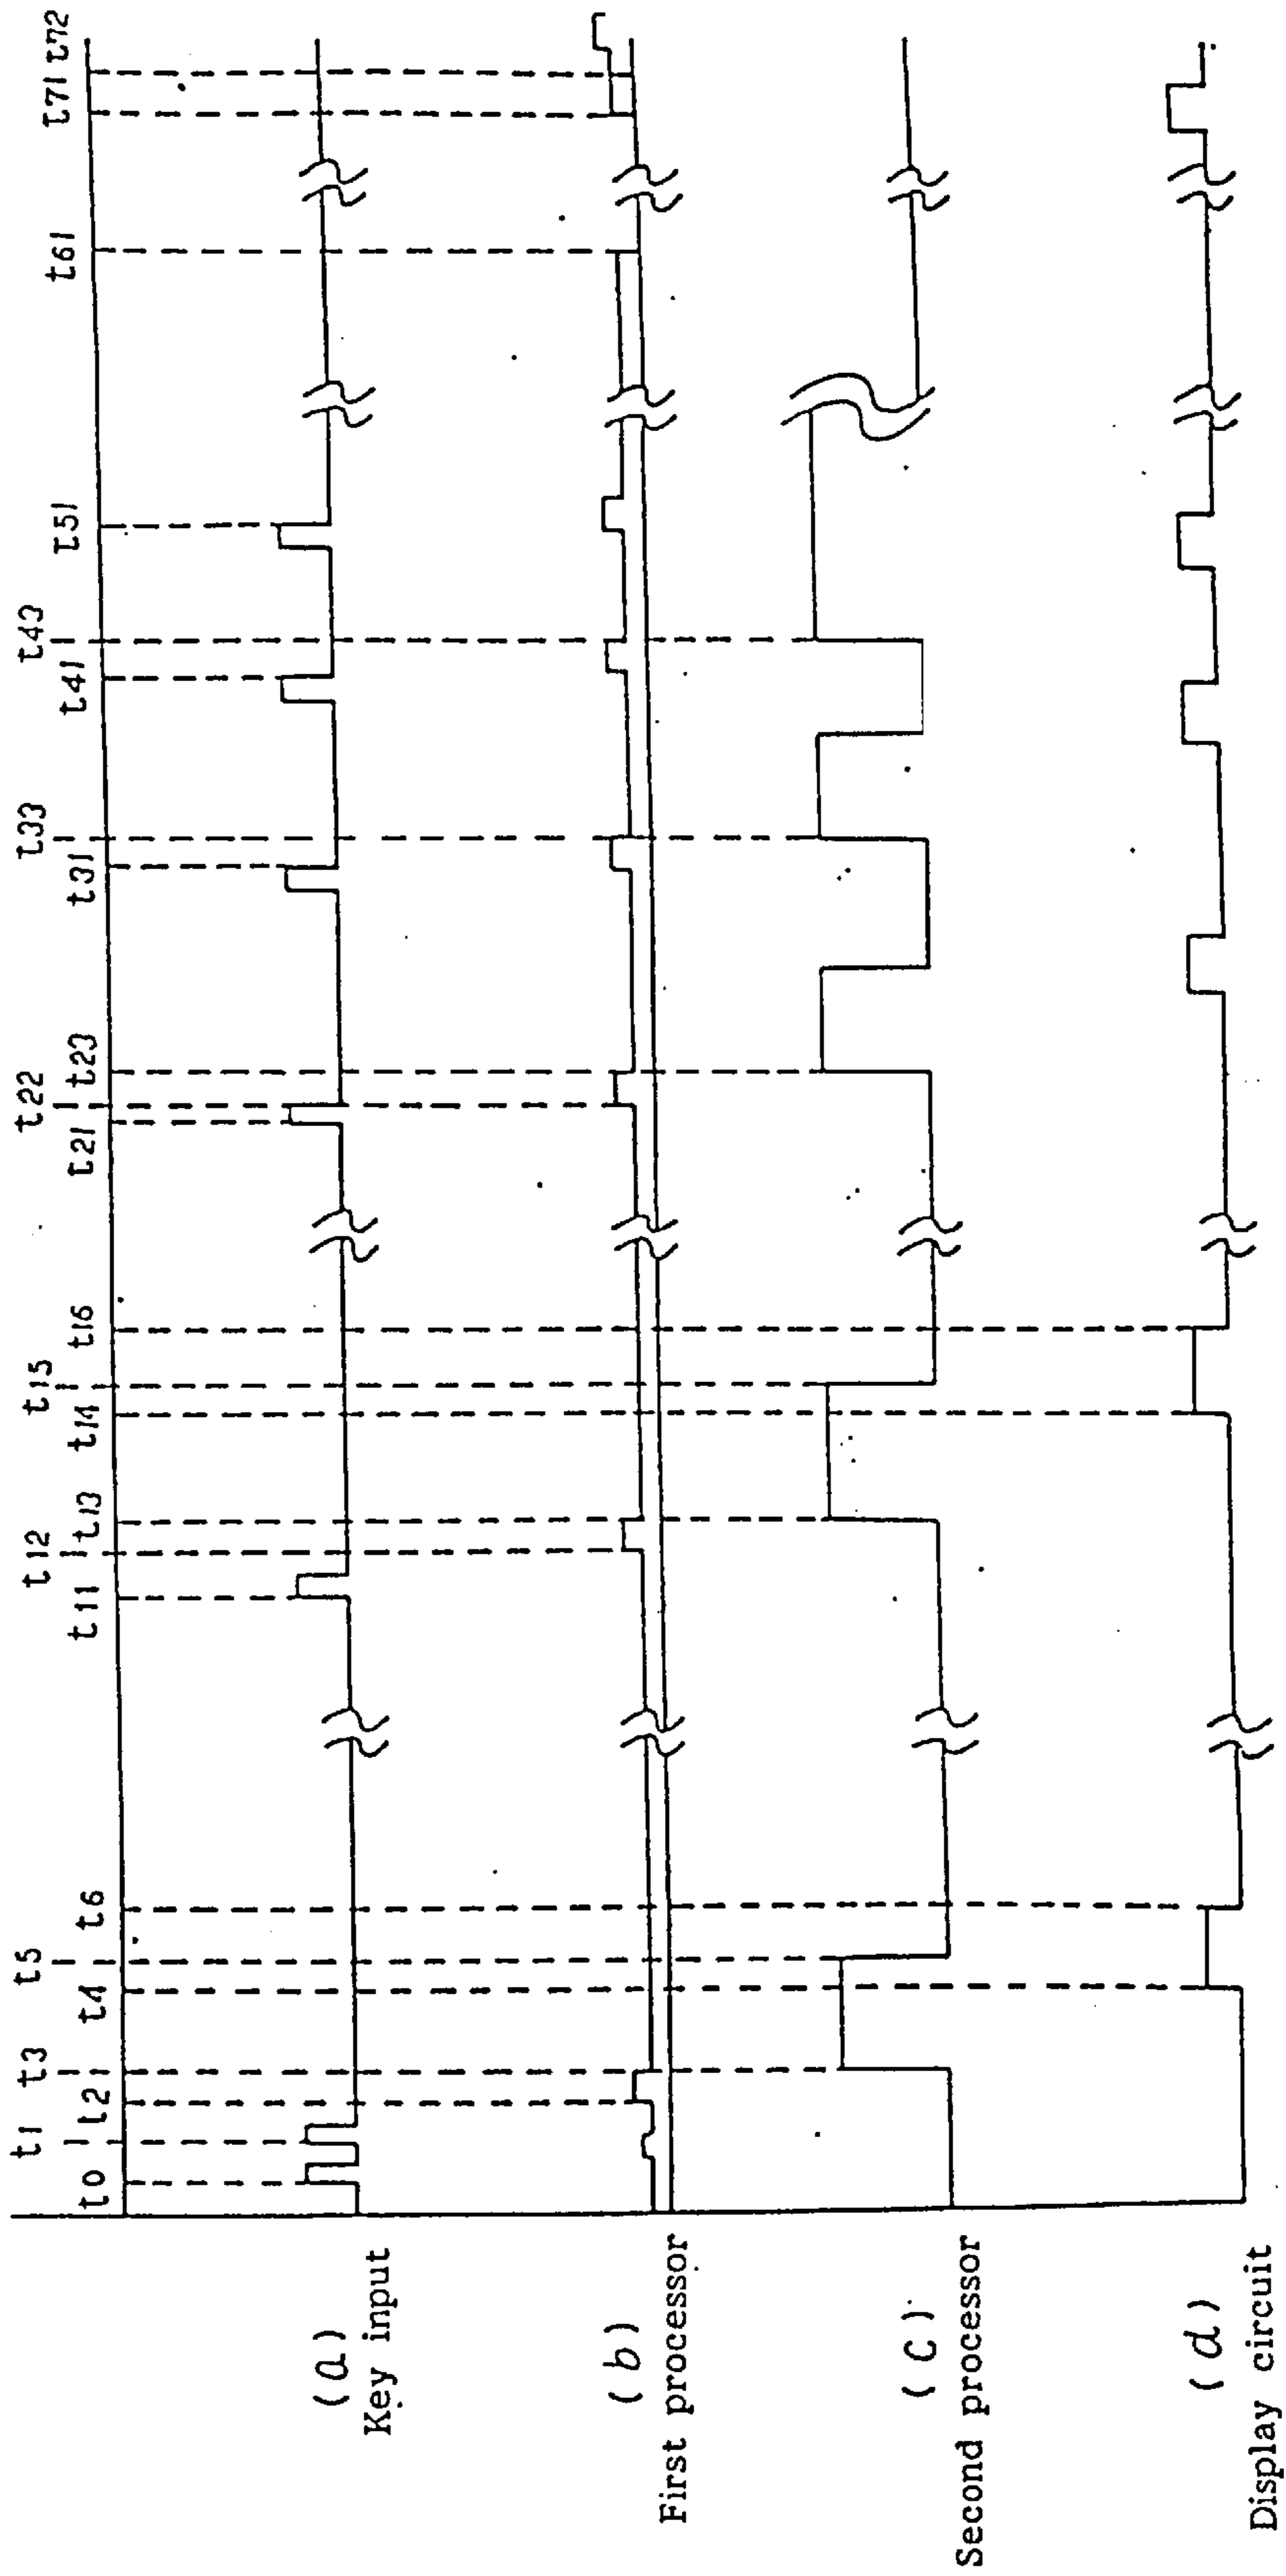 t1 t3 t5 t12 t15 t22 t33 t43
t0 t2 t4 t6 t11 t13 t14 t16 t21 t23 t31 t41 t51 t61 t71 t72
(a)
Key input
(b)
First processor
(c)
Second processor
(d)
Display circuit